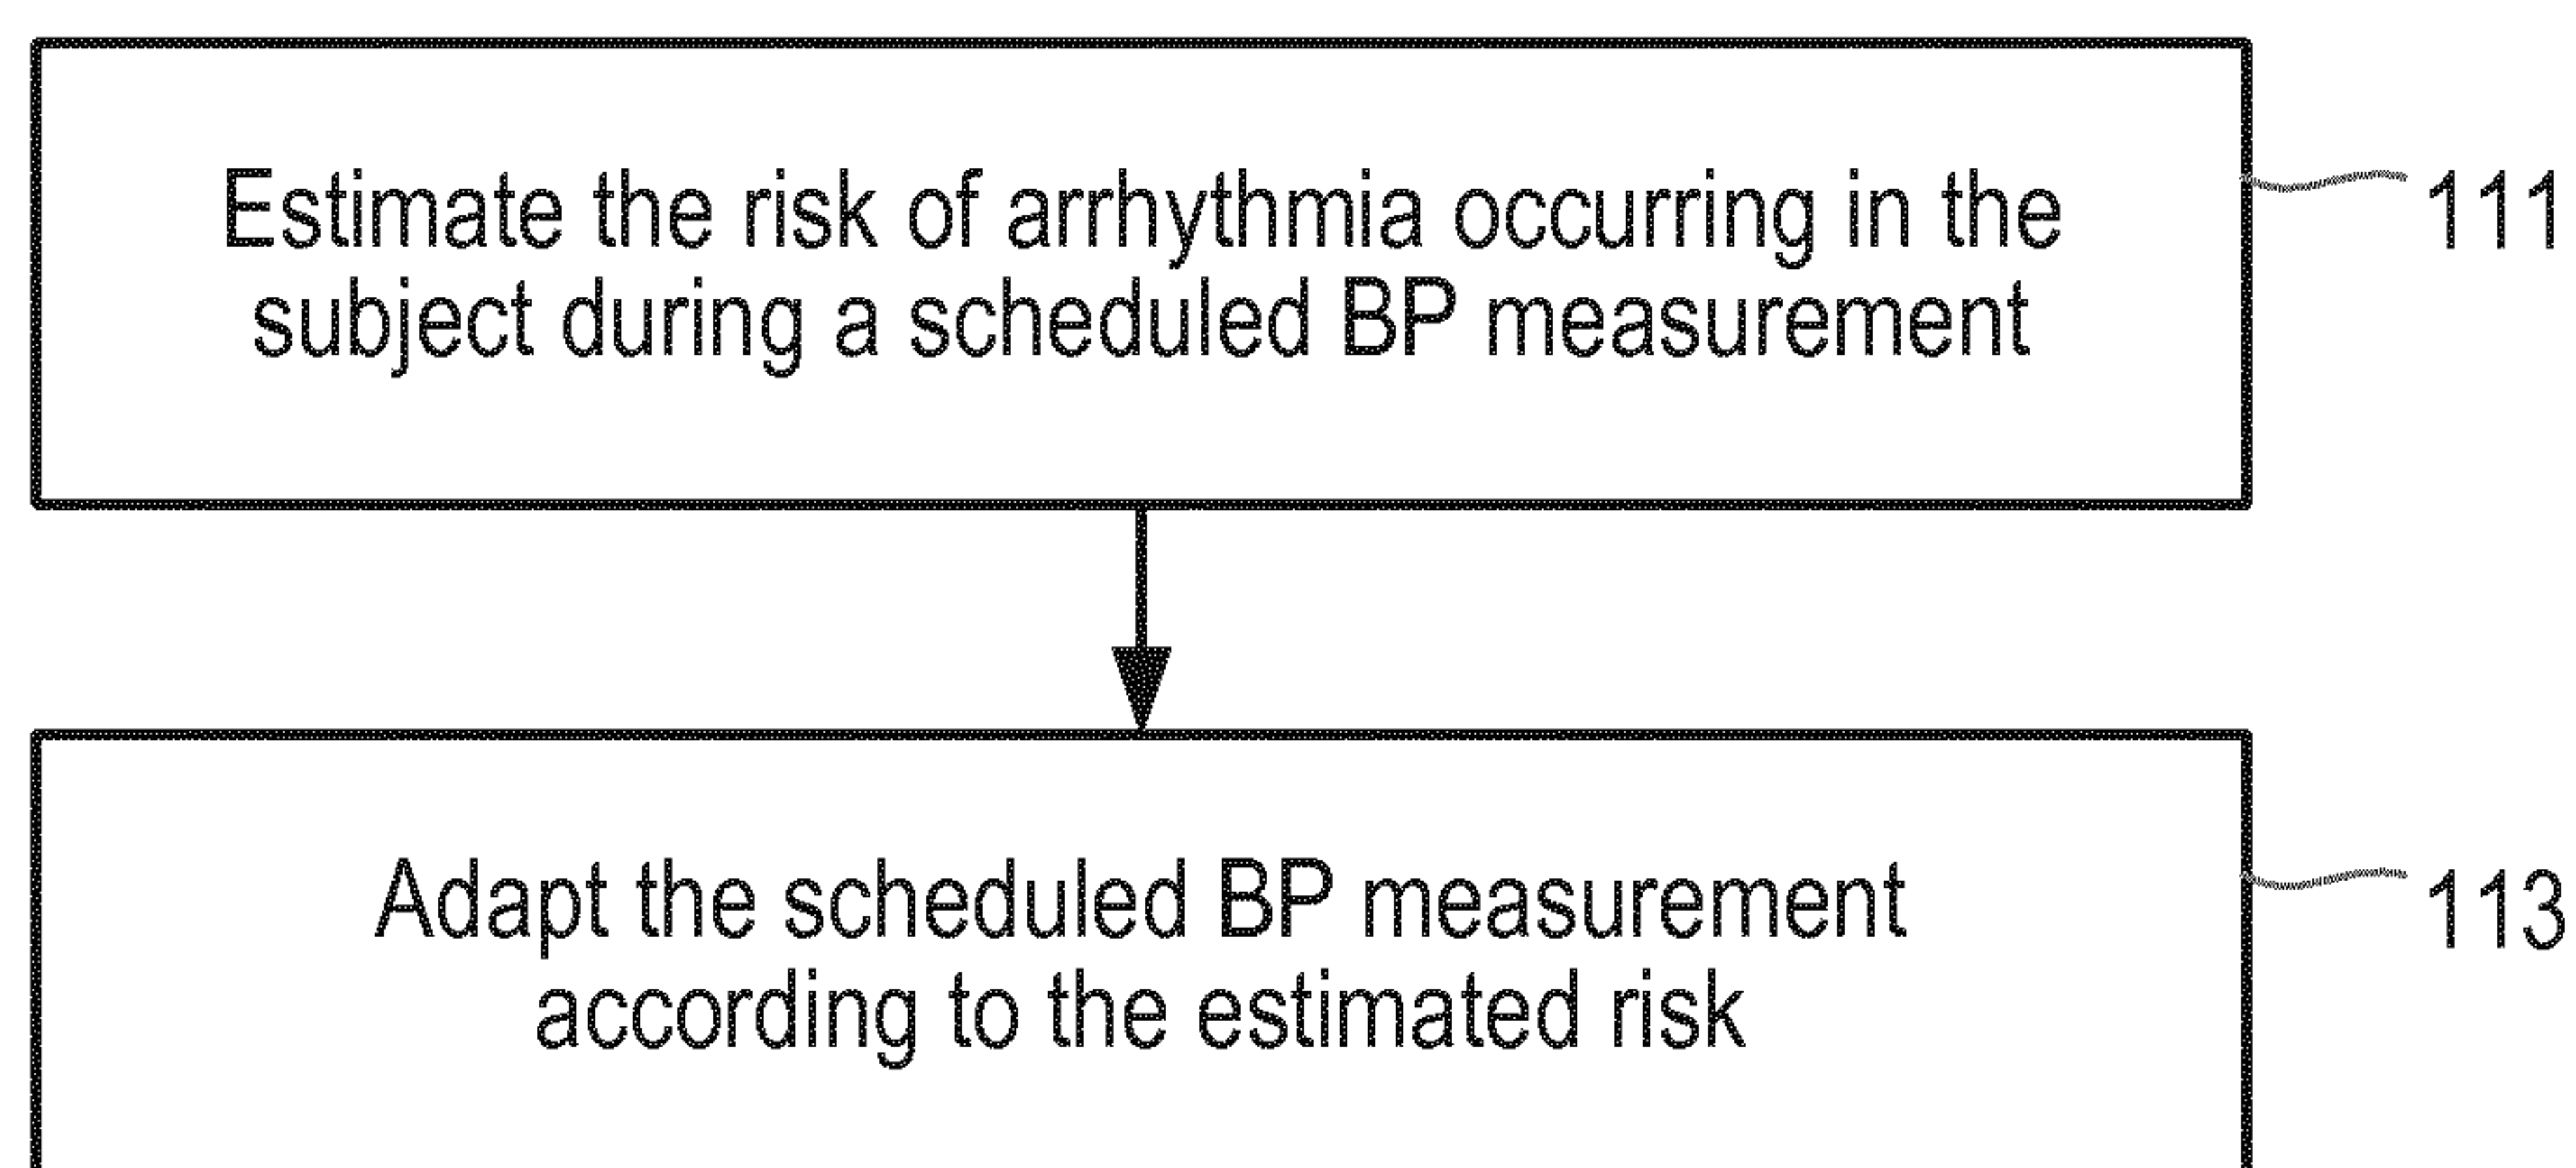 Estimate the risk of arrhythmia occurring in the
subject during a scheduled BP measurement
111
Adapt the scheduled BP measurement
according to the estimated risk
113